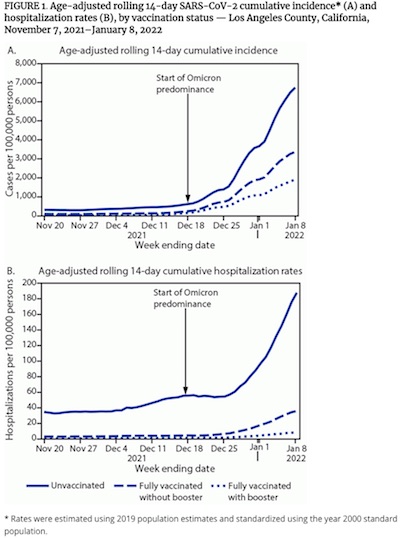 FIGURE 1. Age-adjusted rolling 14-day SARS-CoV-2 cumulative incidence* (A) and
hospitalization rates (B), by vaccination status — Los Angeles County, California,
November 7, 2021–January 8, 2022
A. Age-adjusted rolling 14-day cumulative incidence
Cases per 100,000 persons
8,000
7,000
6,000
5,000
4,000
3,000
2,000
1,000
0
Start of Omicron
predominance
Nov 20 Nov 27 Dec 4 Dec 11 Dec 18 Dec 25 Jan 1 Jan 8
2021 2022
Week ending date
B. Age-adjusted rolling 14-day cumulative hospitalization rates
Hospitalizations per 100,000 persons
200
180
160
140
120
100
80
60
40
20
0
Start of Omicron
predominance
Nov 20 Nov 27 Dec 4 Dec 11 Dec 18 Dec 25 Jan 1 Jan 8
2021 2022
Week ending date
Unvaccinated Fully vaccinated Fully vaccinated
without booster with booster
* Rates were estimated using 2019 population estimates and standardized using the year 2000 standard
population.